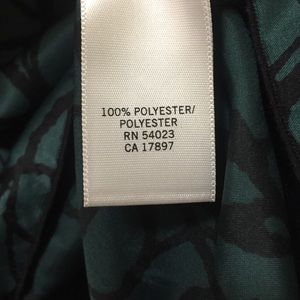 100% POLYESTER/
POLYESTER
RN 54023
CA 17897